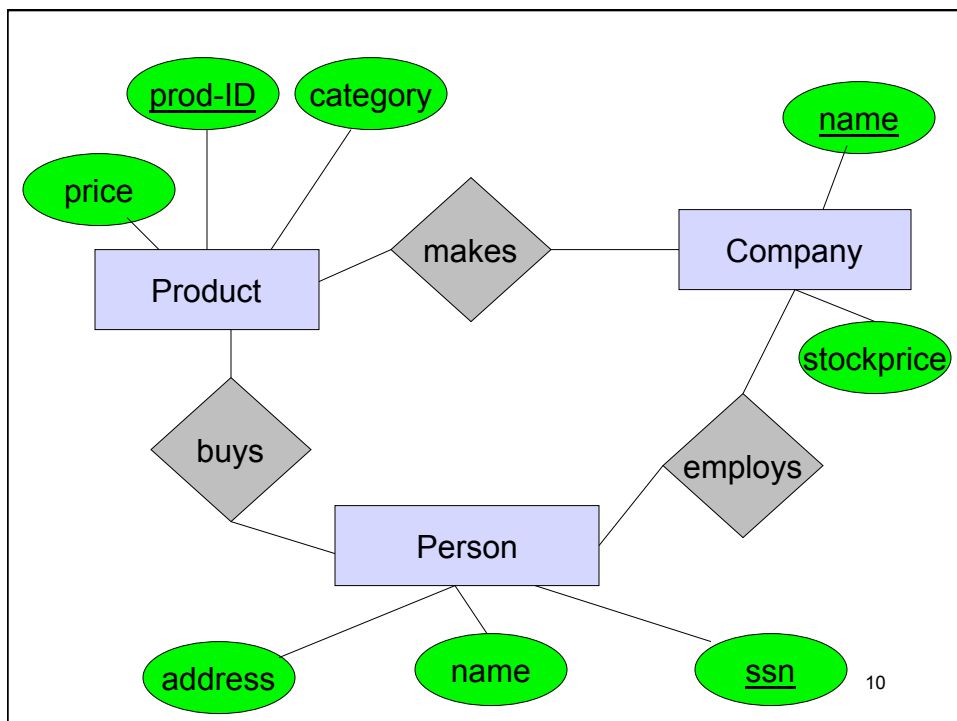 prod-ID
category
name
price
makes
Company
Product
stockprice
buys
employs
Person
address
name
ssn
10